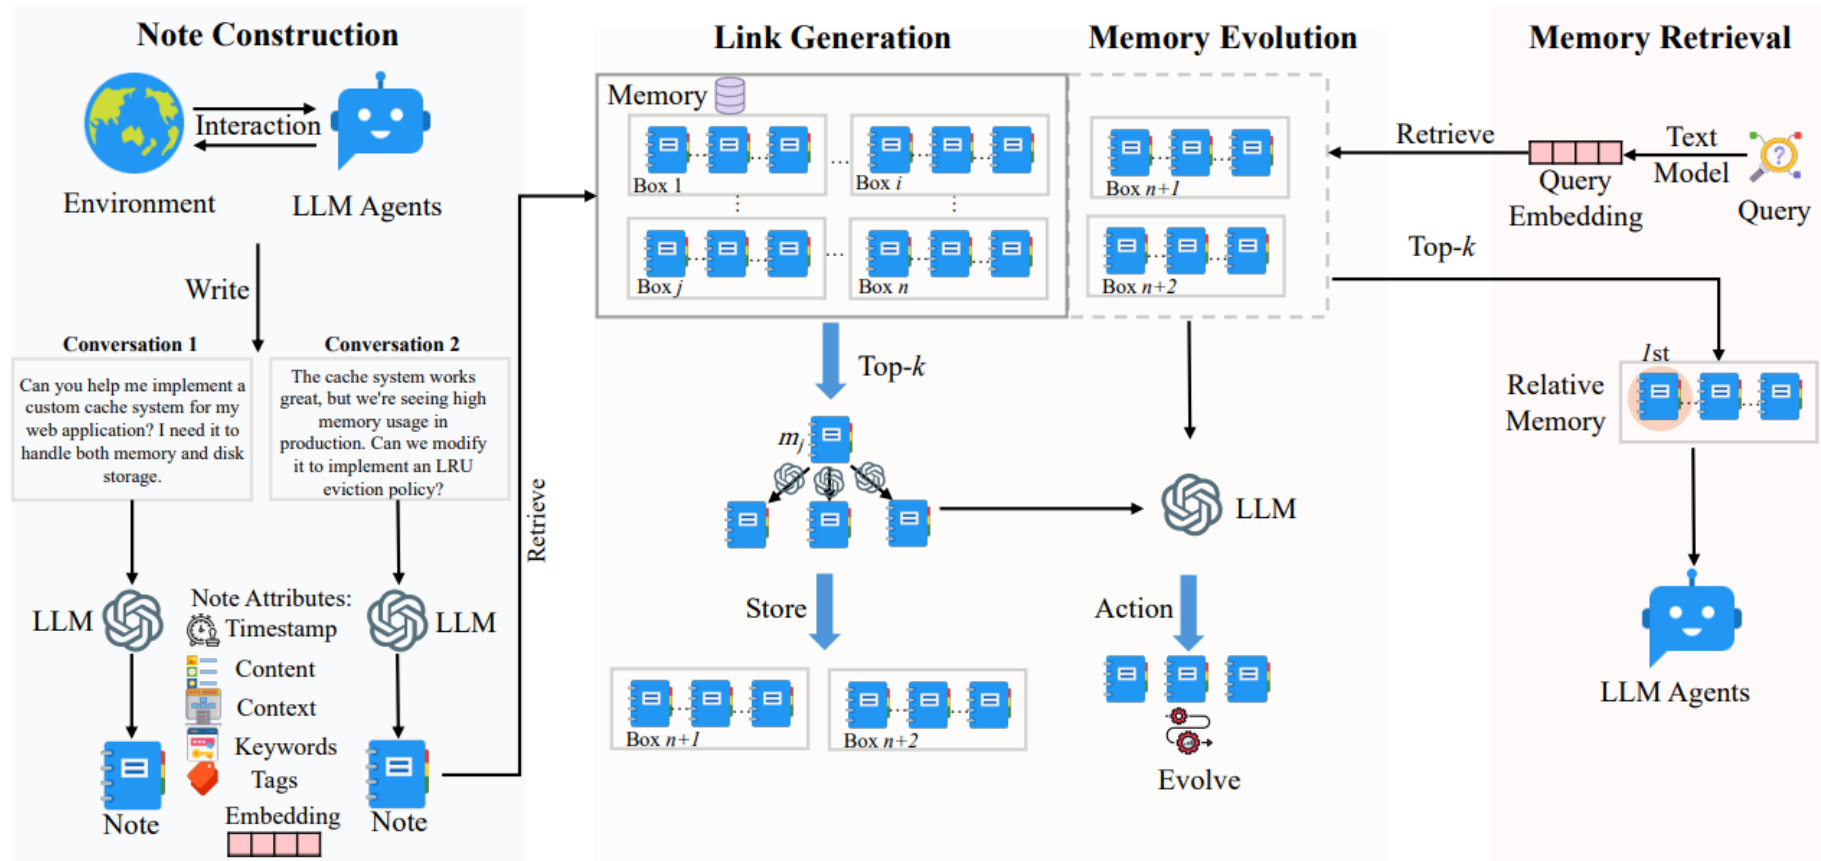 Note Construction
Interaction
Environment
LLM Agents
Write
Conversation 1
Can you help me implement a
custom cache system for my
web application? I need it to
handle both memory and disk
storage.
Conversation 2
The cache system works
great, but we're seeing high
memory usage in
production. Can we modify
it to implement an LRU
eviction policy?
LLM
LLM
Note Attributes:
Timestamp
Content
Context
Keywords
Tags
Embedding
Note
Note
Retrieve
Link Generation
Memory
...
Box 1
Box i
...
Box j
Box n
Top-k
mj
Store
Box n+1
Box n+2
Memory Evolution
Box n+1
Box n+2
LLM
Action
Evolve
Memory Retrieval
Retrieve
Text
Model
Query
Embedding
Query
Top-k
1st
Relative
Memory
LLM Agents